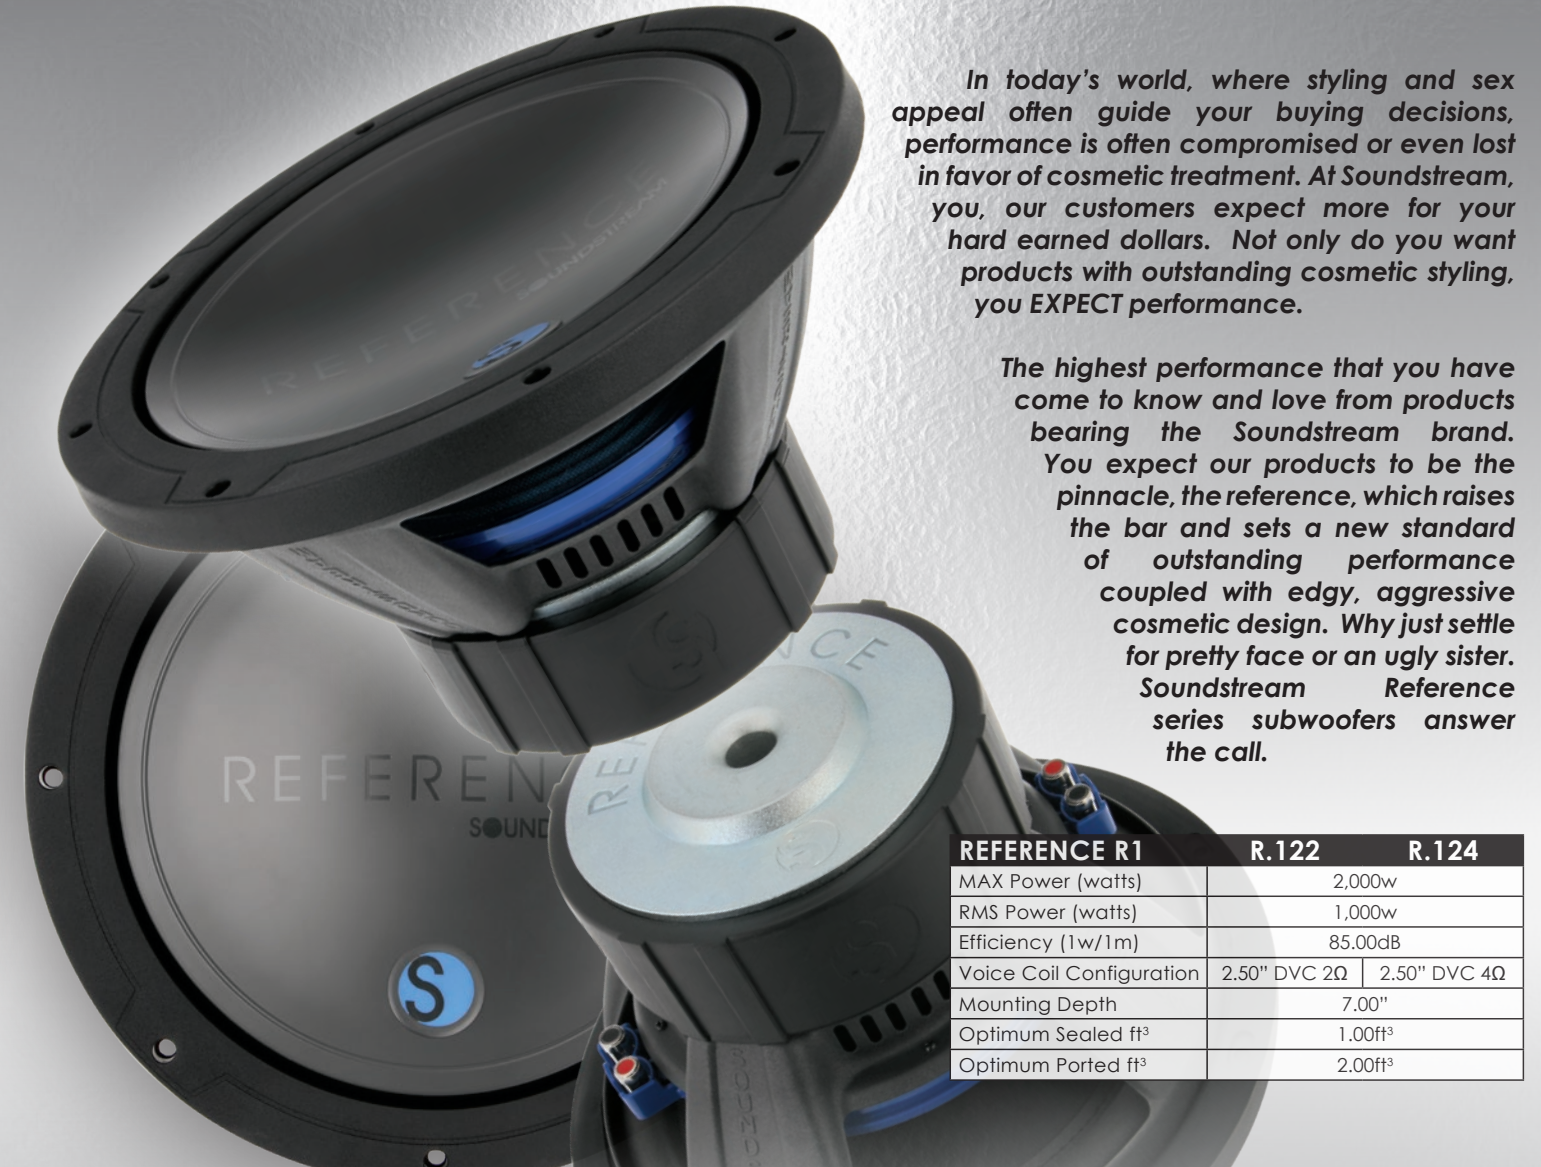 In today’s world, where styling and sex
appeal often guide your buying decisions,
performance is often compromised or even lost
in favor of cosmetic treatment. At Soundstream,
you, our customers expect more for your
hard earned dollars.  Not only do you want
products with outstanding cosmetic styling,
you EXPECT performance.
The highest performance that you have
come to know and love from products
bearing the Soundstream brand.
You expect our products to be the
pinnacle, the reference, which raises
the bar and sets a new standard
of outstanding performance
coupled with edgy, aggressive
cosmetic design.  Why just settle
for pretty face or an ugly sister.
Soundstream Reference
series subwoofers answer
the call.
REFERENCE
SOUNDSTREAM
S
REFEREN
SOUND
S
REFERENCE R1 R.122 R.124
MAX Power (watts) 2,000w
RMS Power (watts) 1,000w
Efficiency (1w/1m) 85.00dB
Voice Coil Configuration 2.50” DVC 2Ω 2.50” DVC 4Ω
Mounting Depth 7.00”
Optimum Sealed ft³ 1.00ft³
Optimum Ported ft³ 2.00ft³